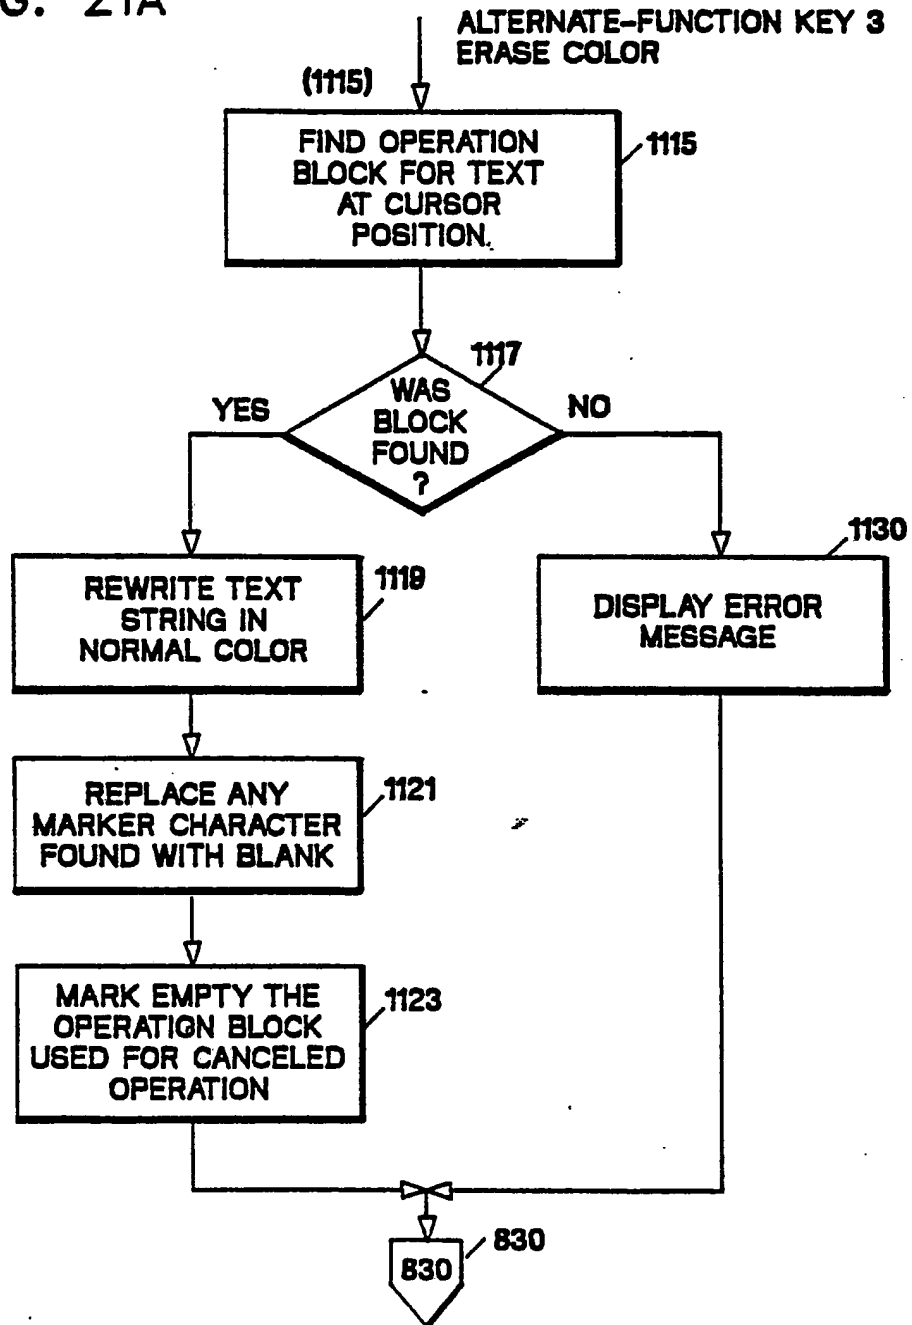 G. 21A
ALTERNATE-FUNCTION KEY 3
ERASE COLOR
(1115)
FIND OPERATION
BLOCK FOR TEXT
AT CURSOR
POSITION.
1115
1117
WAS
BLOCK
FOUND
?
YES
NO
REWRITE TEXT
STRING IN
NORMAL COLOR
1119
1130
DISPLAY ERROR
MESSAGE
REPLACE ANY
MARKER CHARACTER
FOUND WITH BLANK
1121
MARK EMPTY THE
OPERATION BLOCK
USED FOR CANCELED
OPERATION
1123
830
830